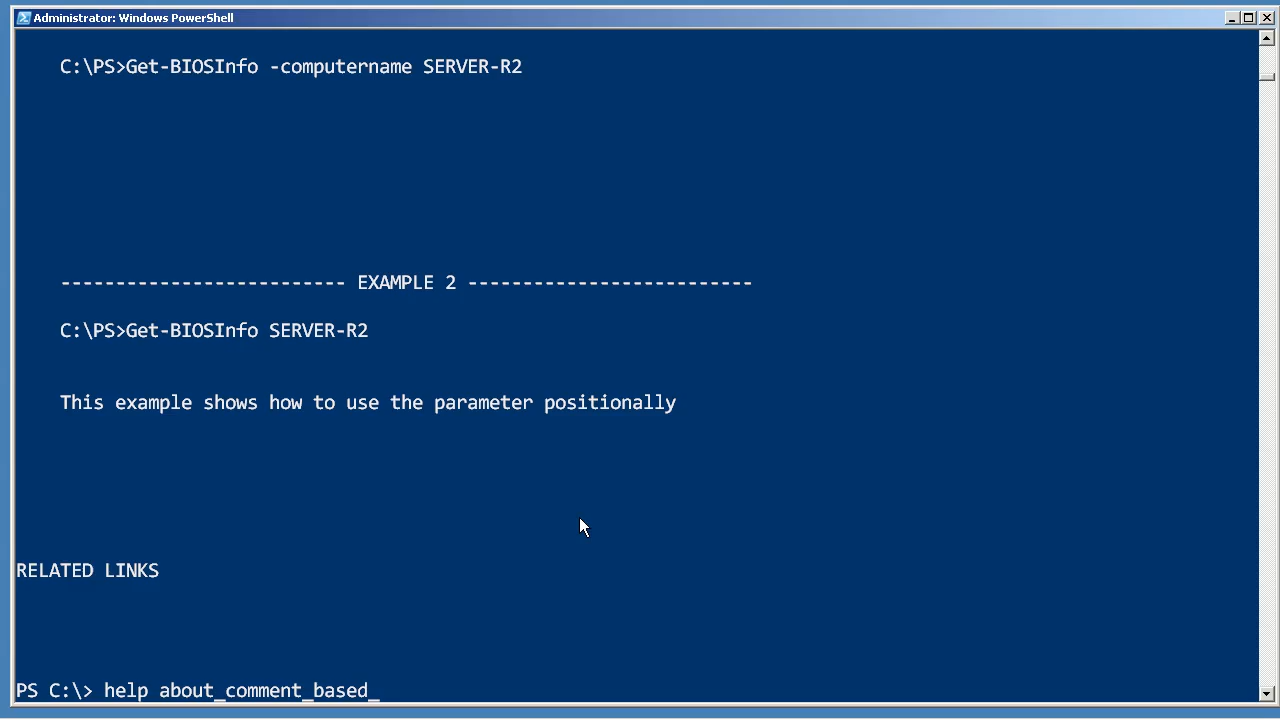 Administrator: Windows PowerShell
C:\PS>Get-BIOSInfo -computername SERVER-R2
-------------------------- EXAMPLE 2 --------------------------
C:\PS>Get-BIOSInfo SERVER-R2
This example shows how to use the parameter positionally
RELATED LINKS
PS C:\> help about_comment_based_